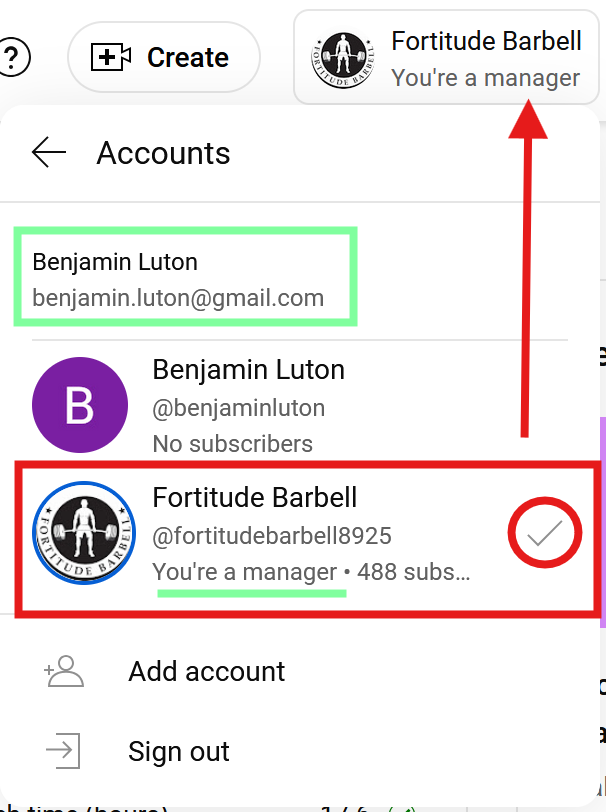 ?
Create
Fortitude Barbell
You're a manager
FORTITUDE BARBELL
Accounts
Benjamin Luton
benjamin.luton@gmail.com
B
Benjamin Luton
@benjaminluton
No subscribers
Fortitude Barbell
@fortitudebarbell8925
You're a manager • 488 subs...
FORTITUDE BARBELL
Add account
Sign out